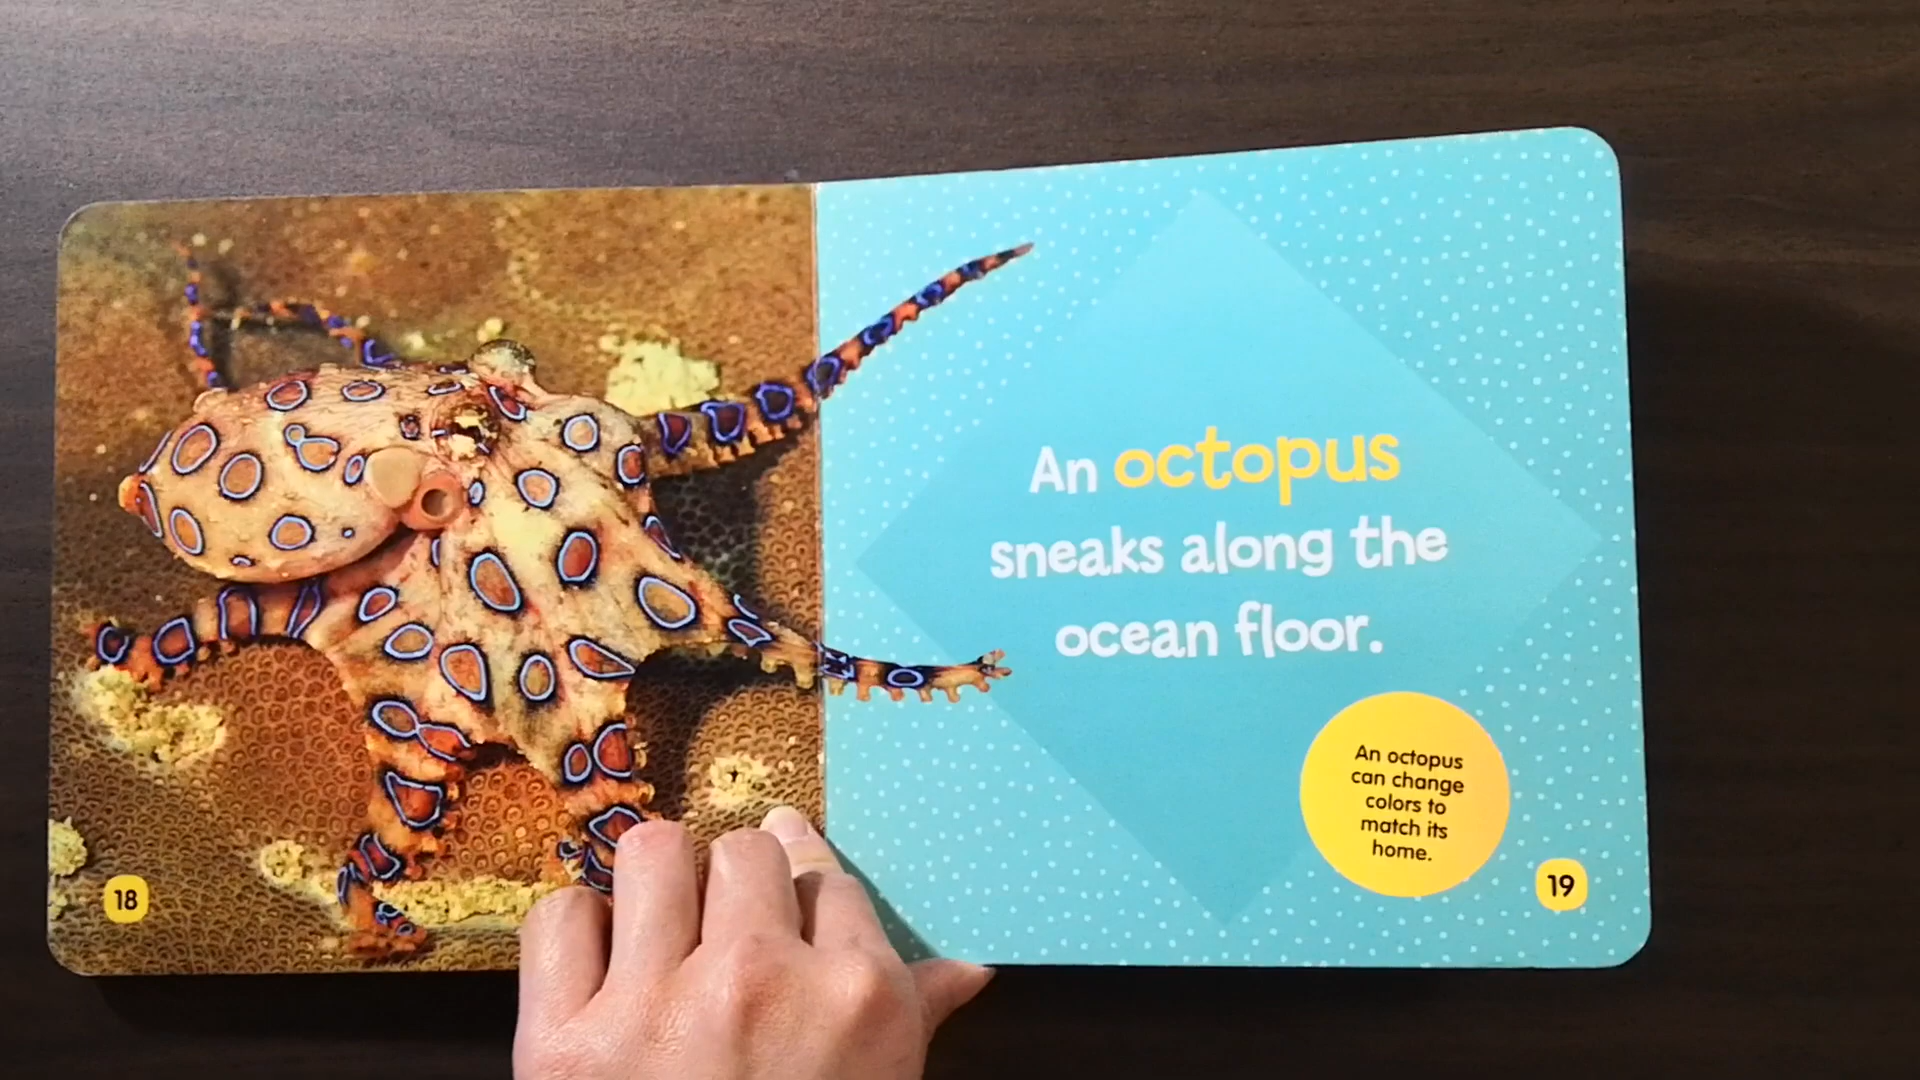 18
An octopus
sneaks along the
ocean floor.
An octopus
can change
colors to
match its
home.
19